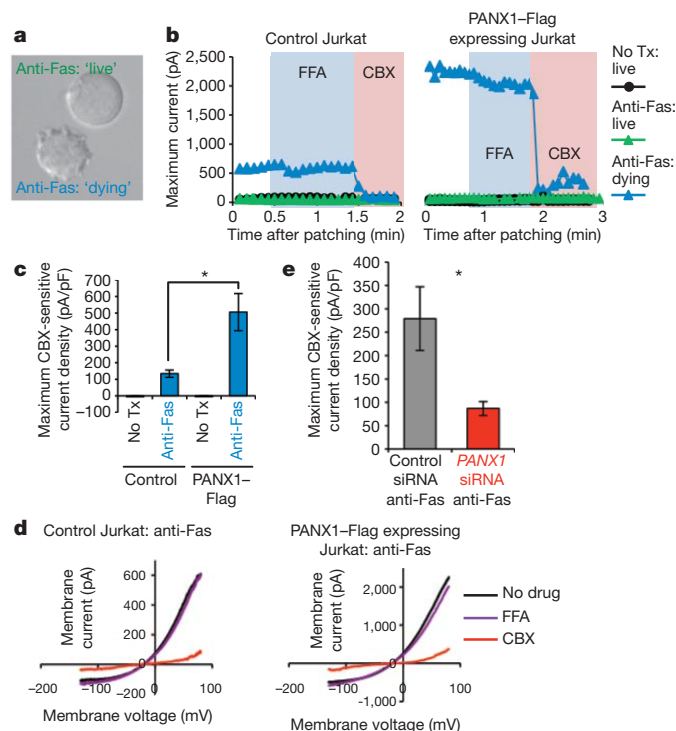 a
Anti-Fas: ‘live’
Anti-Fas: ‘dying’
b
Control Jurkat
PANX1–Flag
expressing Jurkat
Maximum current (pA)
2,500
2,000
1,500
1,000
500
0
FFA
CBX
0 0.5 1 1.5 2
Time after patching (min)
FFA
CBX
0 1 2 3
Time after patching (min)
No Tx:
live
Anti-Fas:
live
Anti-Fas:
dying
c
Maximum CBX-sensitive
current density (pA/pF)
700
600
500
400
300
200
100
0
–100
*
No Tx
Anti-Fas
No Tx
Anti-Fas
Control
PANX1–
Flag
e
Maximum CBX-sensitive
current density (pA/pF)
400
350
300
250
200
150
100
50
0
*
Control
siRNA
anti-Fas
PANX1
siRNA
anti-Fas
d
Control Jurkat: anti-Fas
Membrane
current (pA)
600
400
200
0
–200
–200 –100 0 100
Membrane voltage (mV)
PANX1–Flag expressing
Jurkat: anti-Fas
Membrane
current (pA)
2,000
1,000
0
–1,000
–200 –100 0 100
Membrane voltage (mV)
No drug
FFA
CBX